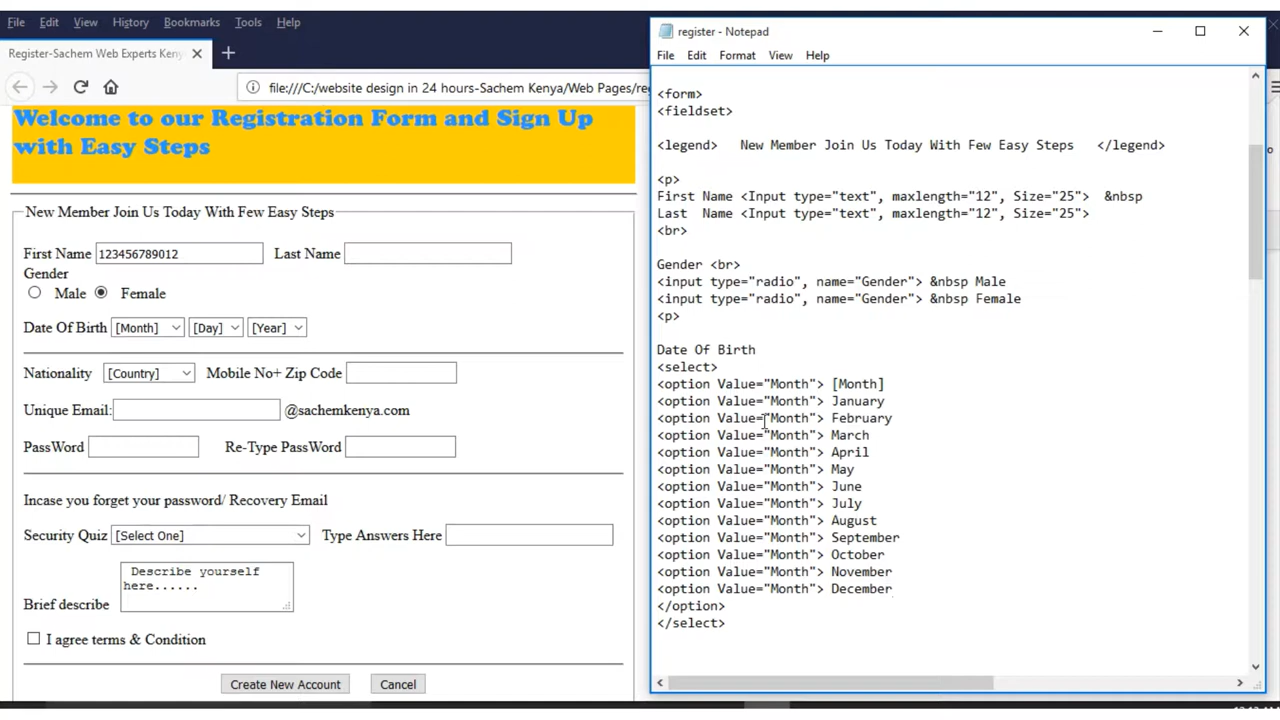 File Edit View History Bookmarks Tools Help
Register-Sachem Web Experts Keny
file:///C:/website design in 24 hours-Sachem Kenya/Web Pages/reg
Welcome to our Registration Form and Sign Up
with Easy Steps
New Member Join Us Today With Few Easy Steps
First Name 123456789012 Last Name
Gender
Male Female
Date Of Birth [Month] [Day] [Year]
Nationality [Country] Mobile No+ Zip Code
Unique Email: @sachemkenya.com
PassWord Re-Type PassWord
Incase you forget your password/ Recovery Email
Security Quiz [Select One] Type Answers Here
Describe yourself
here......
Brief describe
I agree terms & Condition
Create New Account Cancel
register - Notepad
File Edit Format View Help
<form>
<fieldset>
<legend> New Member Join Us Today With Few Easy Steps </legend>
<p>
First Name <Input type="text", maxlength="12", Size="25"> &nbsp
Last Name <Input type="text", maxlength="12", Size="25">
<br>
Gender <br>
<input type="radio", name="Gender"> &nbsp Male
<input type="radio", name="Gender"> &nbsp Female
<p>
Date Of Birth
<select>
<option Value="Month"> [Month]
<option Value="Month"> January
<option Value="Month"> February
<option Value="Month"> March
<option Value="Month"> April
<option Value="Month"> May
<option Value="Month"> June
<option Value="Month"> July
<option Value="Month"> August
<option Value="Month"> September
<option Value="Month"> October
<option Value="Month"> November
<option Value="Month"> December
</option>
</select>